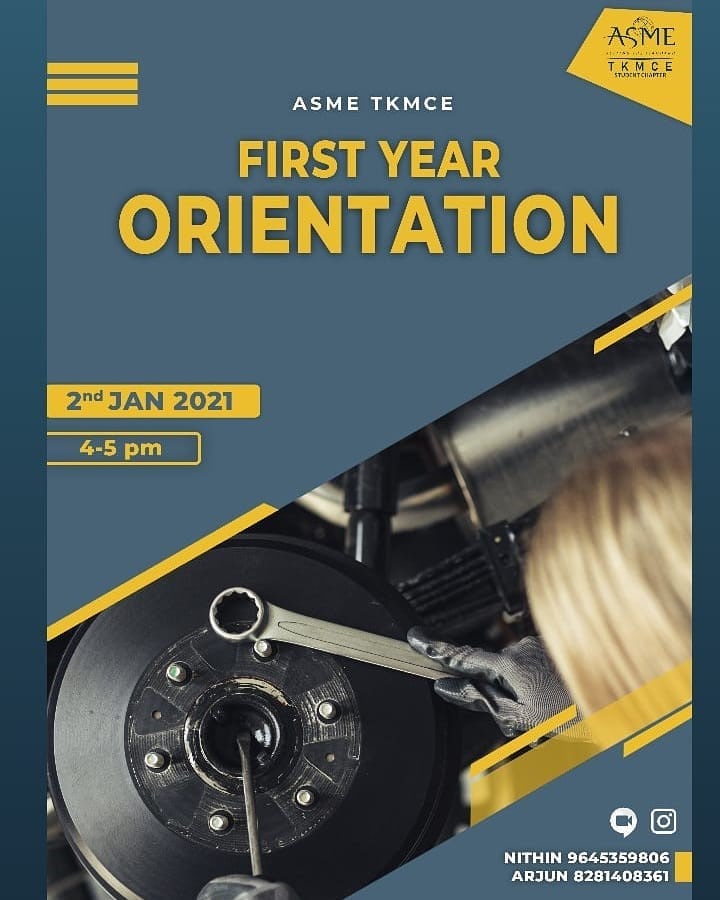 ASME
TKMCE
STUDENT CHAPTER
ASME TKMCE
FIRST YEAR
ORIENTATION
2nd JAN 2021
4-5 pm
NITHIN 9645359806
ARJUN 8281408361